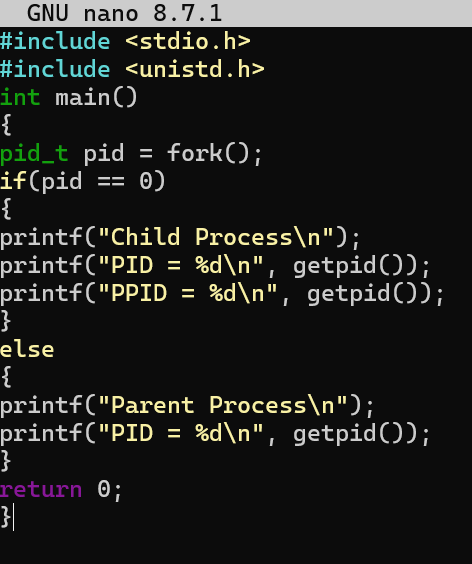 GNU nano 8.7.1
#include <stdio.h>
#include <unistd.h>
int main()
{
pid_t pid = fork();
if(pid == 0)
{
printf("Child Process\n");
printf("PID = %d\n", getpid());
printf("PPID = %d\n", getpid());
}
else
{
printf("Parent Process\n");
printf("PID = %d\n", getpid());
}
return 0;
}